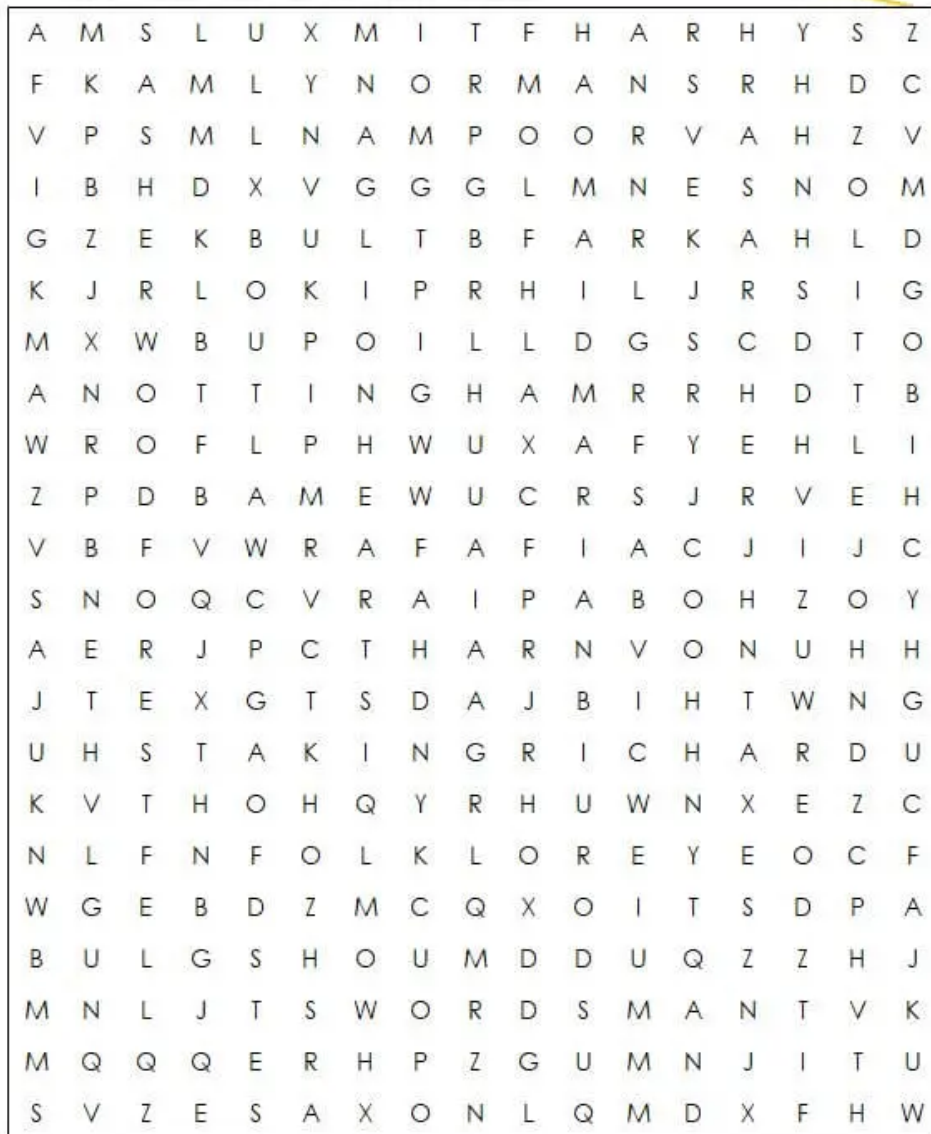 A M S L U X M I T F H A R H Y S Z
F K A M L Y N O R M A N S R H D C
V P S M L N A M P O O R V A H Z V
I B H D X V G G G L M N E S N O M
G Z E K B U L T B F A R K A H L D
K J R L O K I P R H I L J R S I G
M X W B U P O I L L D G S C D T O
A N O T T I N G H A M R R H D T B
W R O F L P H W U X A F Y E H L I
Z P D B A M E W U C R S J R V E H
V B F V W R A F A F I A C J I J C
S N O Q C V R A I P A B O H Z O Y
A E R J P C T H A R N V O N U H H
J T E X G T S D A J B I H T W N G
U H S T A K I N G R I C H A R D U
K V T H O H Q Y R H U W N X E Z C
N L F N F O L K L O R E Y E O C F
W G E B D Z M C Q X O I T S D P A
B U L G S H O U M D D U Q Z Z H J
M N L J T S W O R D S M A N T V K
M Q Q Q E R H P Z G U M N J I T U
S V Z E S A X O N L Q M D X F H W